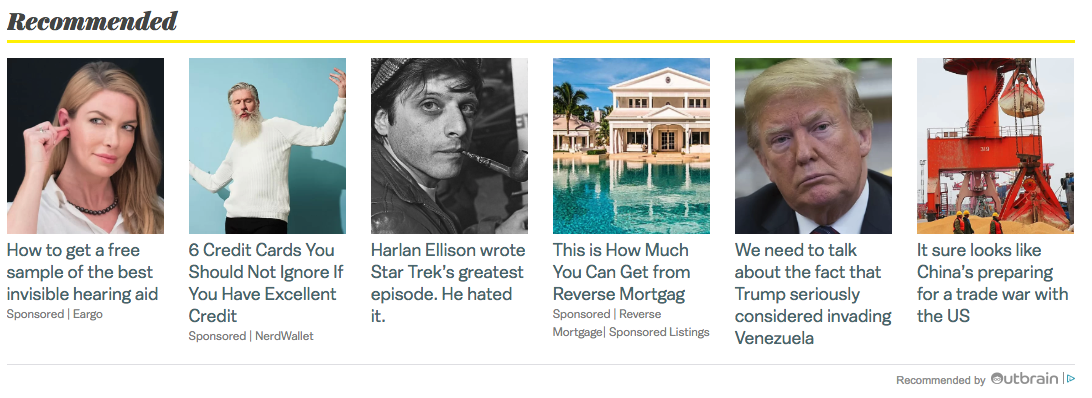 Recommended
How to get a free
sample of the best
invisible hearing aid
Sponsored | Eargo
6 Credit Cards You
Should Not Ignore If
You Have Excellent
Credit
Sponsored | NerdWallet
Harlan Ellison wrote
Star Trek's greatest
episode. He hated
it.
This is How Much
You Can Get from
Reverse Mortgag
Sponsored | Reverse
Mortgage| Sponsored Listings
We need to talk
about the fact that
Trump seriously
considered invading
Venezuela
It sure looks like
China's preparing
for a trade war with
the US
Recommended by Outbrain |